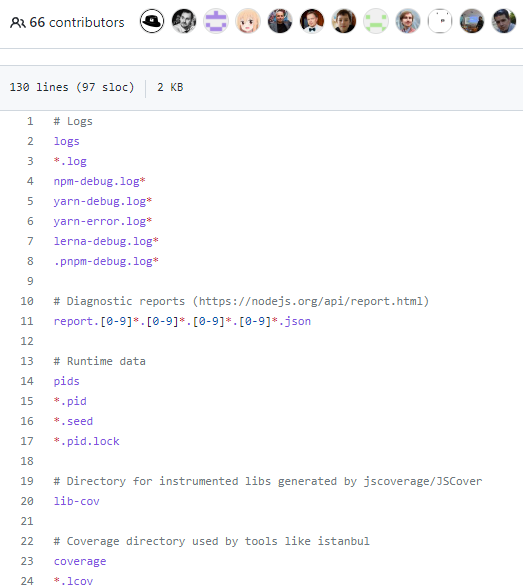 66 contributors
130 lines (97 sloc) 2 KB
1 # Logs
2 logs
3 *.log
4 npm-debug.log*
5 yarn-debug.log*
6 yarn-error.log*
7 lerna-debug.log*
8 .pnpm-debug.log*
9
10 # Diagnostic reports (https://nodejs.org/api/report.html)
11 report.[0-9]*.[0-9]*.[0-9]*.[0-9]*.json
12
13 # Runtime data
14 pids
15 *.pid
16 *.seed
17 *.pid.lock
18
19 # Directory for instrumented libs generated by jscoverage/JSCover
20 lib-cov
21
22 # Coverage directory used by tools like istanbul
23 coverage
24 *.lcov